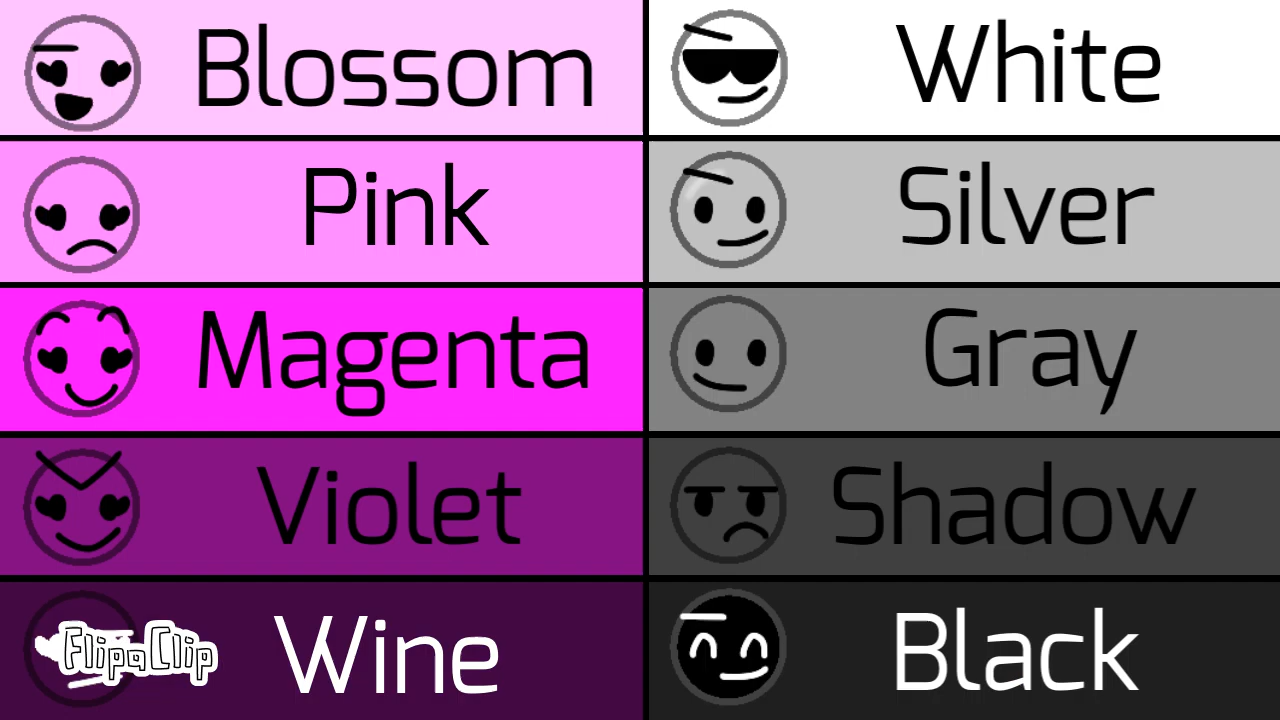 Blossom
Pink
Magenta
Violet
Wine
FlipaClip
White
Silver
Gray
Shadow
Black